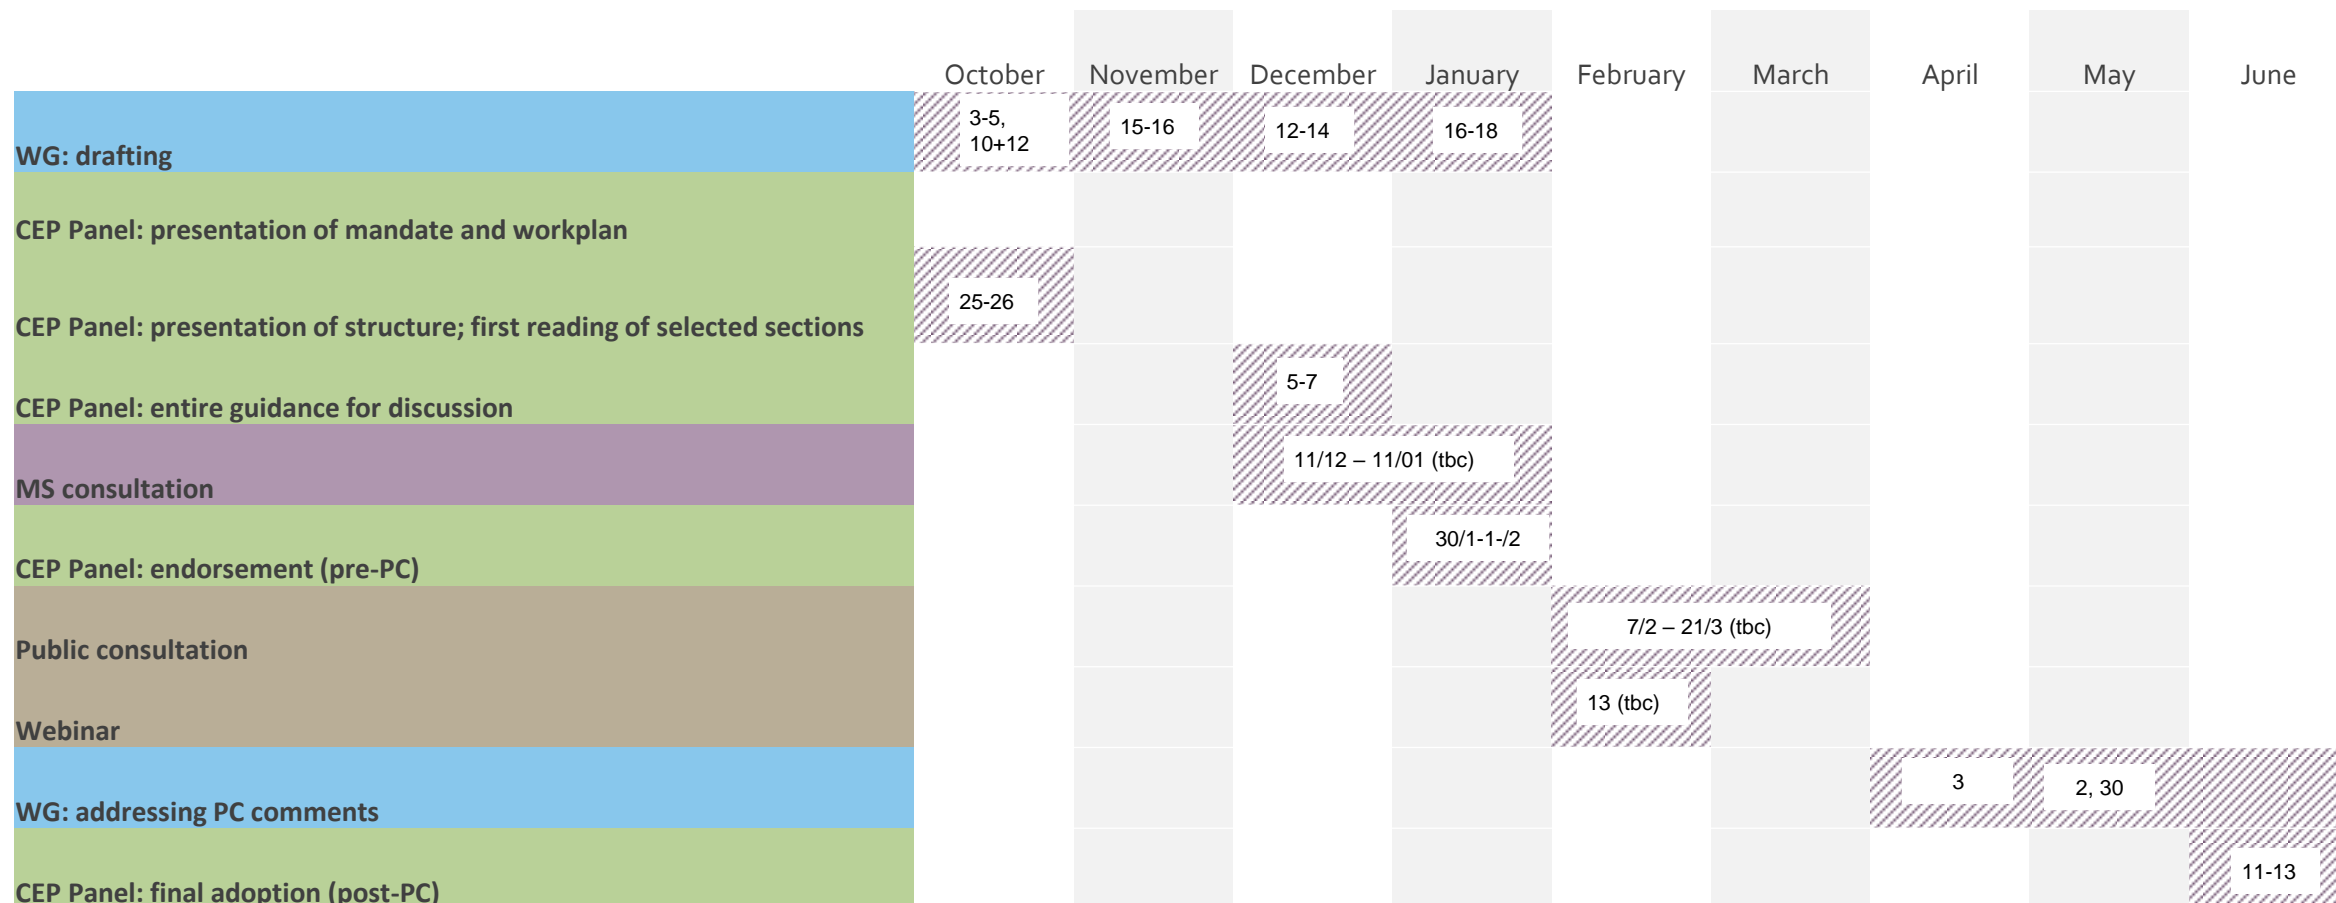 October November December January February March April May June
3-5,
10+12
15-16
12-14
16-18
WG: drafting
CEP Panel: presentation of mandate and workplan
25-26
CEP Panel: presentation of structure; first reading of selected sections
5-7
CEP Panel: entire guidance for discussion
11/12 – 11/01 (tbc)
MS consultation
30/1-1-/2
CEP Panel: endorsement (pre-PC)
7/2 – 21/3 (tbc)
Public consultation
13 (tbc)
Webinar
3
2, 30
WG: addressing PC comments
11-13
CEP Panel: final adoption (post-PC)